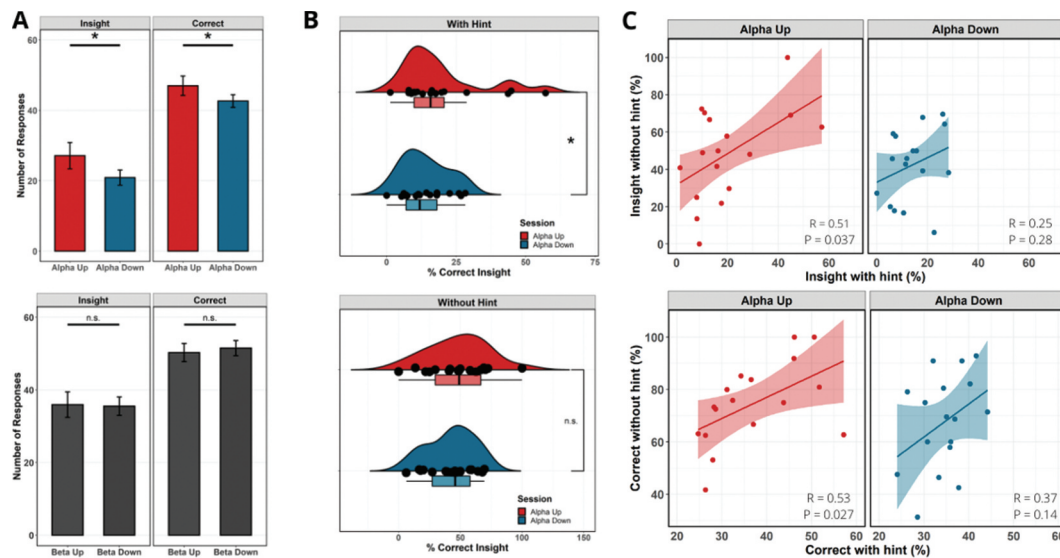 A
Insight
Correct
60
40
20
0
Number of Responses
*
*
Alpha Up
Alpha Down
Alpha Up
Alpha Down
Insight
Correct
60
40
20
0
Number of Responses
n.s.
n.s.
Beta Up
Beta Down
Beta Up
Beta Down
B
With Hint
*
Session
Alpha Up
Alpha Down
0
25
50
75
% Correct Insight
Without Hint
n.s.
Session
Alpha Up
Alpha Down
0
50
100
150
% Correct Insight
C
Alpha Up
Alpha Down
100
80
60
40
20
0
Insight without hint (%)
R = 0.51
P = 0.037
R = 0.25
P = 0.28
0
20
40
60
0
20
40
60
Insight with hint (%)
Alpha Up
Alpha Down
100
80
60
40
Correct without hint (%)
R = 0.53
P = 0.027
R = 0.37
P = 0.14
20
30
40
50
60
20
30
40
50
60
Correct with hint (%)